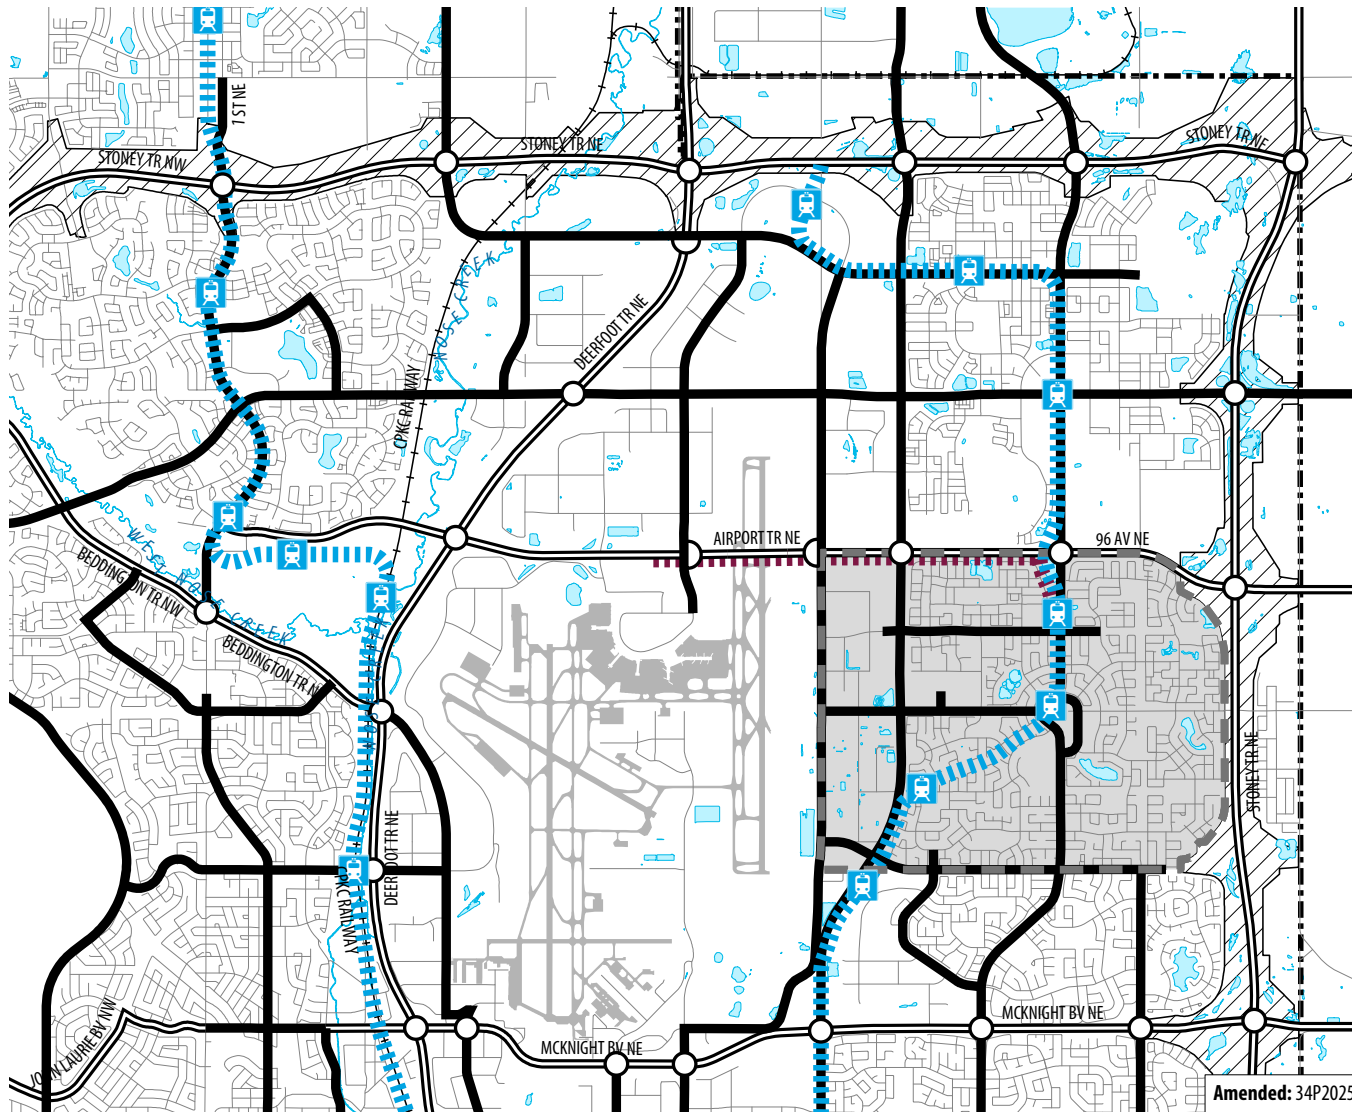 1 ST NE
STONEY TR NW
STONEY TR NE
STONEY TR NE
NOSE CREEK
DEERFOOT TR NE
CPKC RAILWAY
AIRPORT TR NE
96 AV NE
WEST NOSE CREEK
BEDDINGTON TR NW
BEDDINGTON TR N
STONEY TR NE
DEERFOOT TR NE
CPKC RAILWAY
MCKNIGHT BV NE
MCKNIGHT BV NE
JOHN LAURIE BV NW
Amended: 34P2025